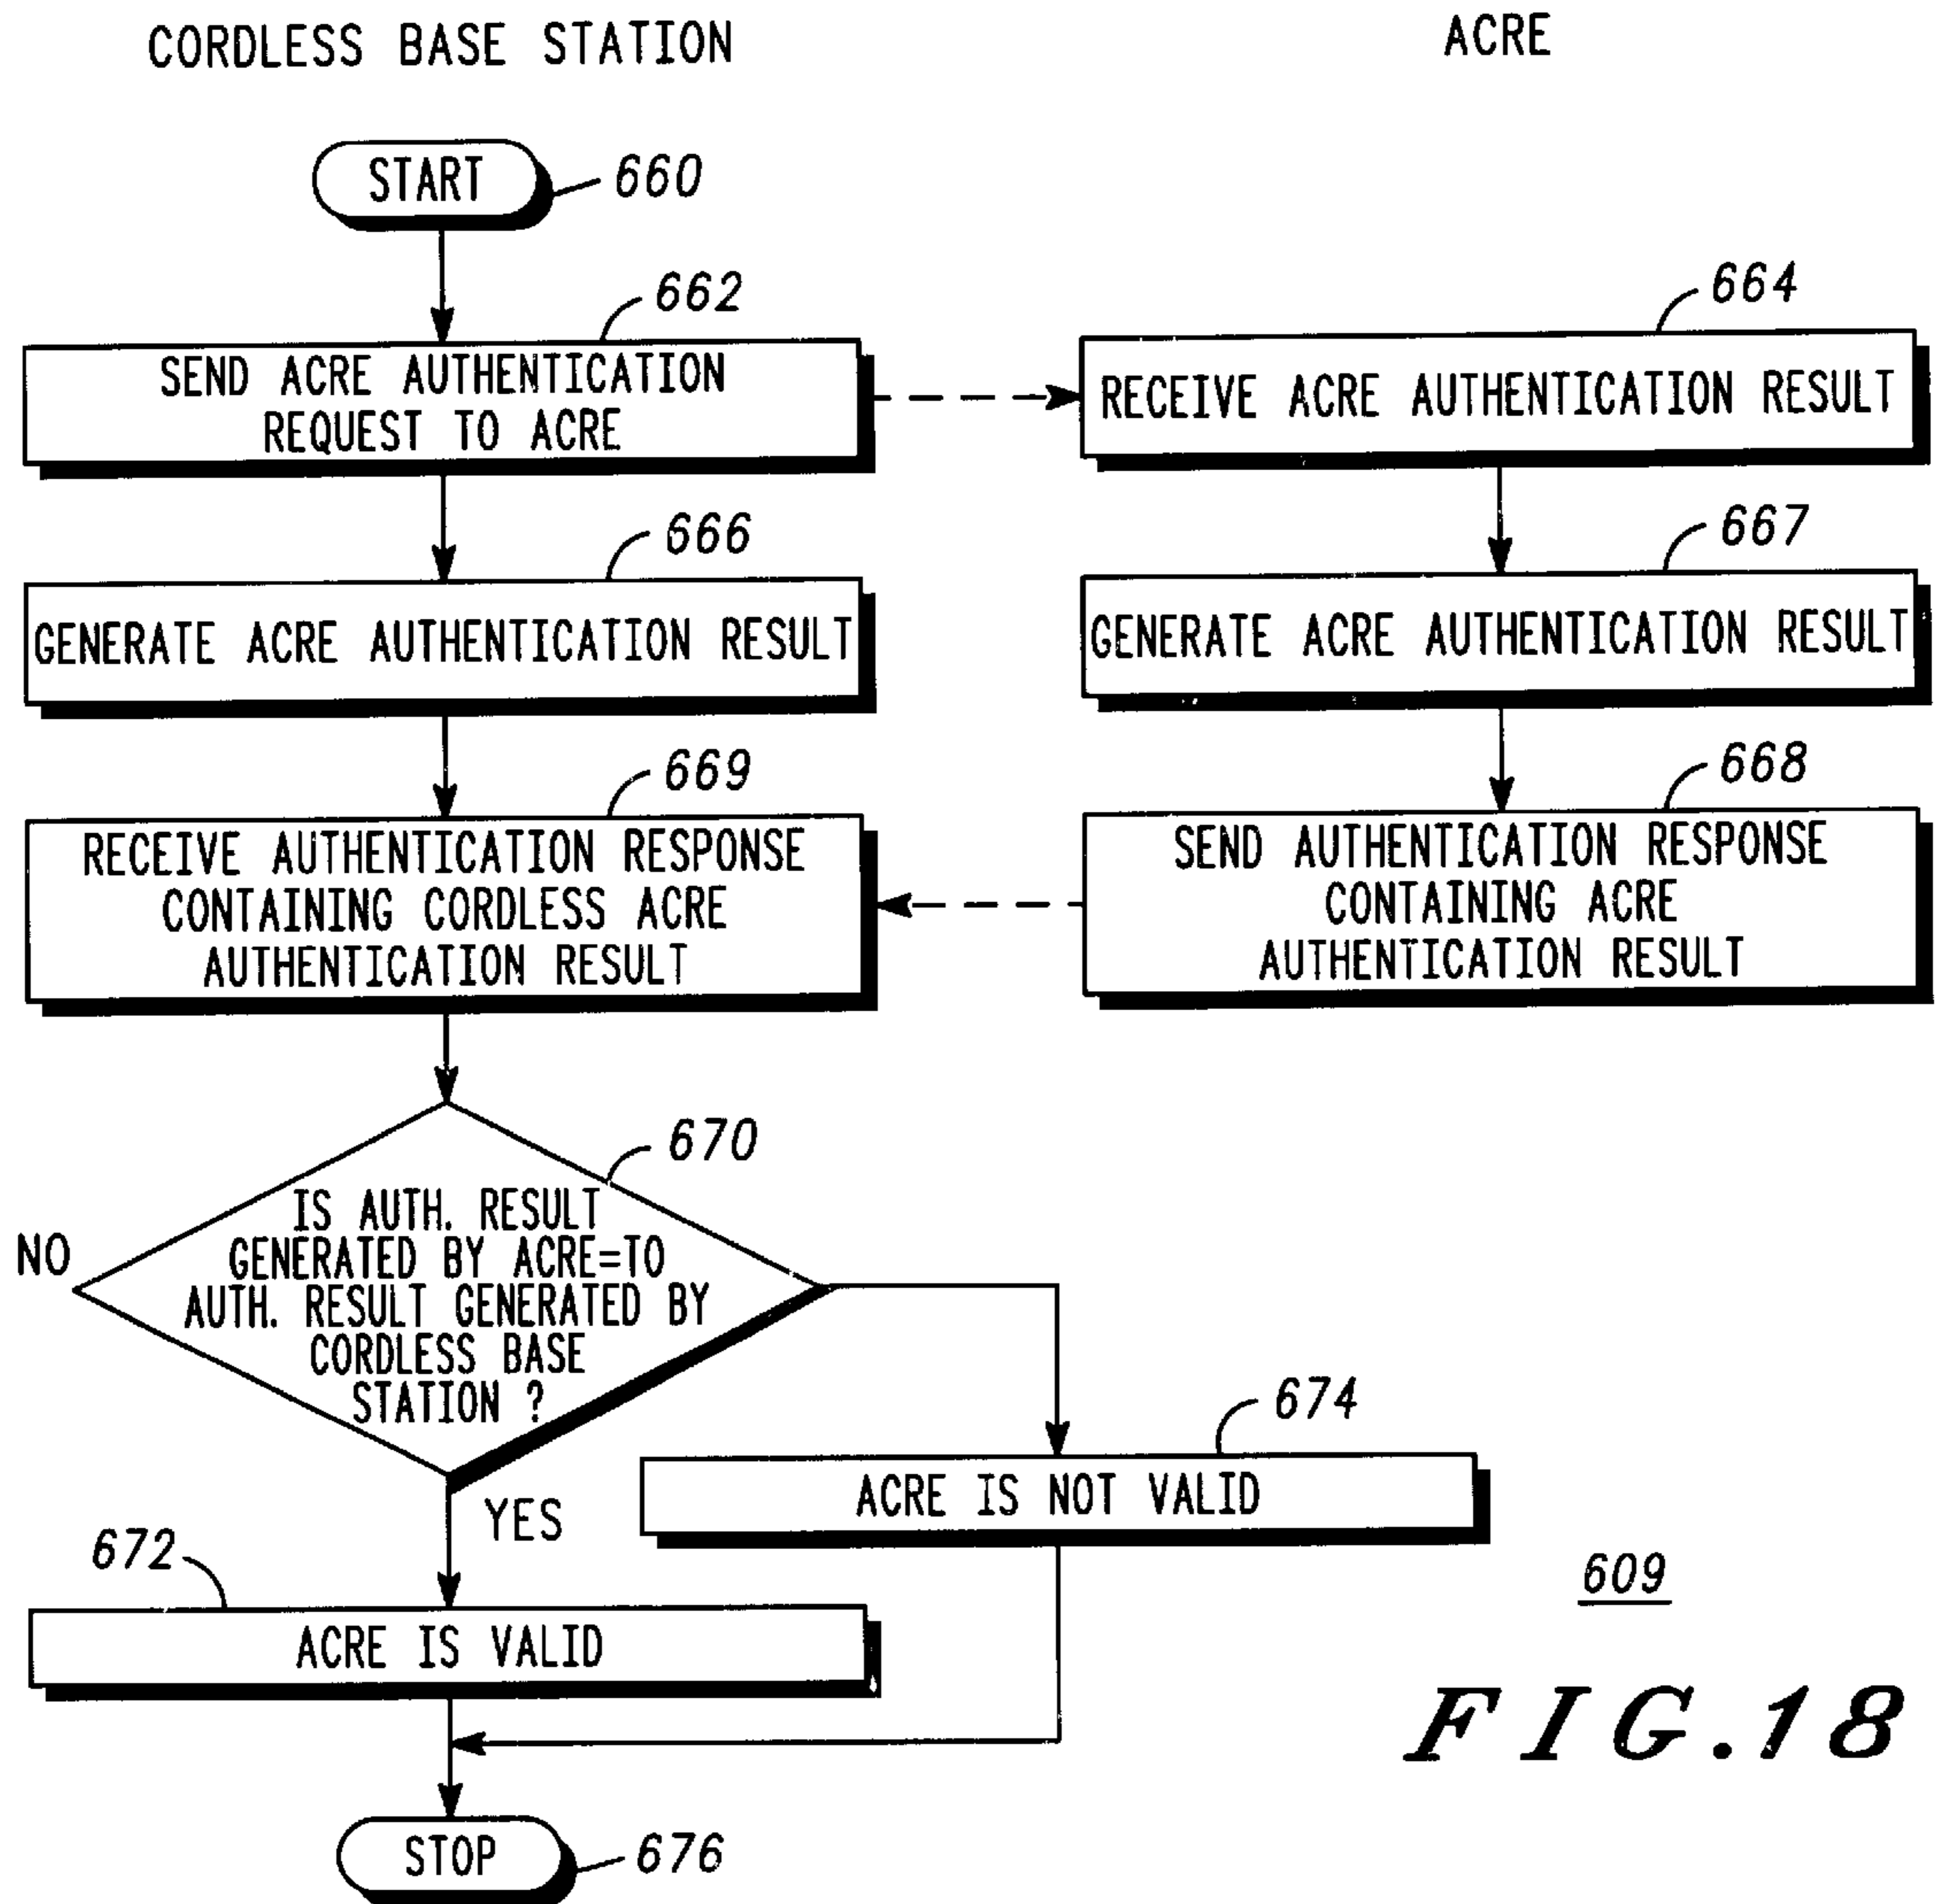 CORDLESS BASE STATION
ACRE
START
660
662
SEND ACRE AUTHENTICATION
REQUEST TO ACRE
664
RECEIVE ACRE AUTHENTICATION RESULT
666
GENERATE ACRE AUTHENTICATION RESULT
667
GENERATE ACRE AUTHENTICATION RESULT
669
RECEIVE AUTHENTICATION RESPONSE
CONTAINING CORDLESS ACRE
AUTHENTICATION RESULT
668
SEND AUTHENTICATION RESPONSE
CONTAINING ACRE
AUTHENTICATION RESULT
670
NO
IS AUTH. RESULT
GENERATED BY ACRE=TO
AUTH. RESULT GENERATED BY
CORDLESS BASE
STATION ?
YES
674
ACRE IS NOT VALID
672
ACRE IS VALID
609
STOP
676
FIG.18